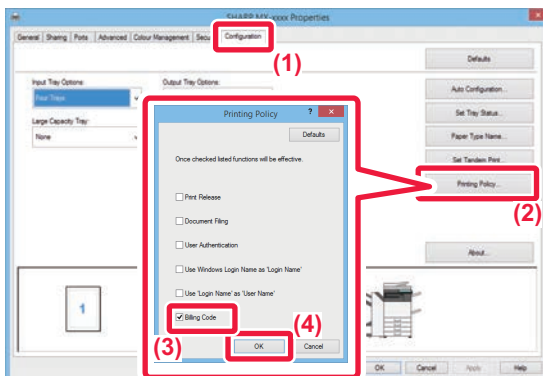 SHARP MX-xxxx Properties
General Sharing Ports Advanced Colour Management Configuration
(1)
Defaults
Input Tray Options:
Output Tray Options:
Four Trays
Auto Configuration...
Large Capacity Tray:
None
Set Tray Status...
Paper Type Name...
Set Tandem Print...
Printing Policy...
(2)
About...
Printing Policy ? ×
Defaults
Once checked listed functions will be effective.
Print Release
Document Filing
User Authentication
Use Windows Login Name as 'Login Name'
Use 'Login Name' as 'User Name'
Billing Code
(3)
(4)
OK Cancel
1
OK Cancel Apply Help